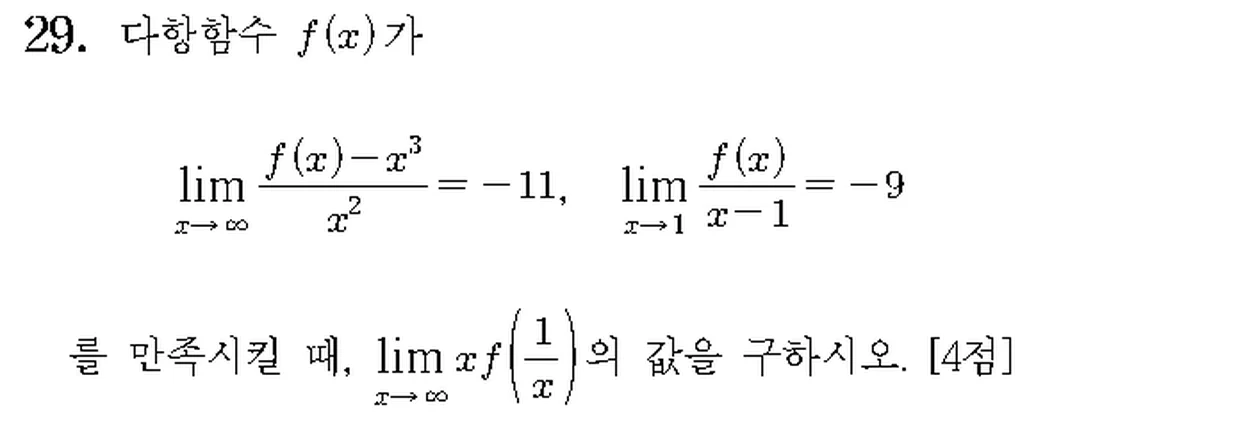 29. 다항함수 f(x)가
lim_{x→∞} (f(x)-x³)/x² = -11, lim_{x→1} f(x)/(x-1) = -9
를 만족시킬 때, lim_{x→∞} xf(1/x)의 값을 구하시오. [4점]